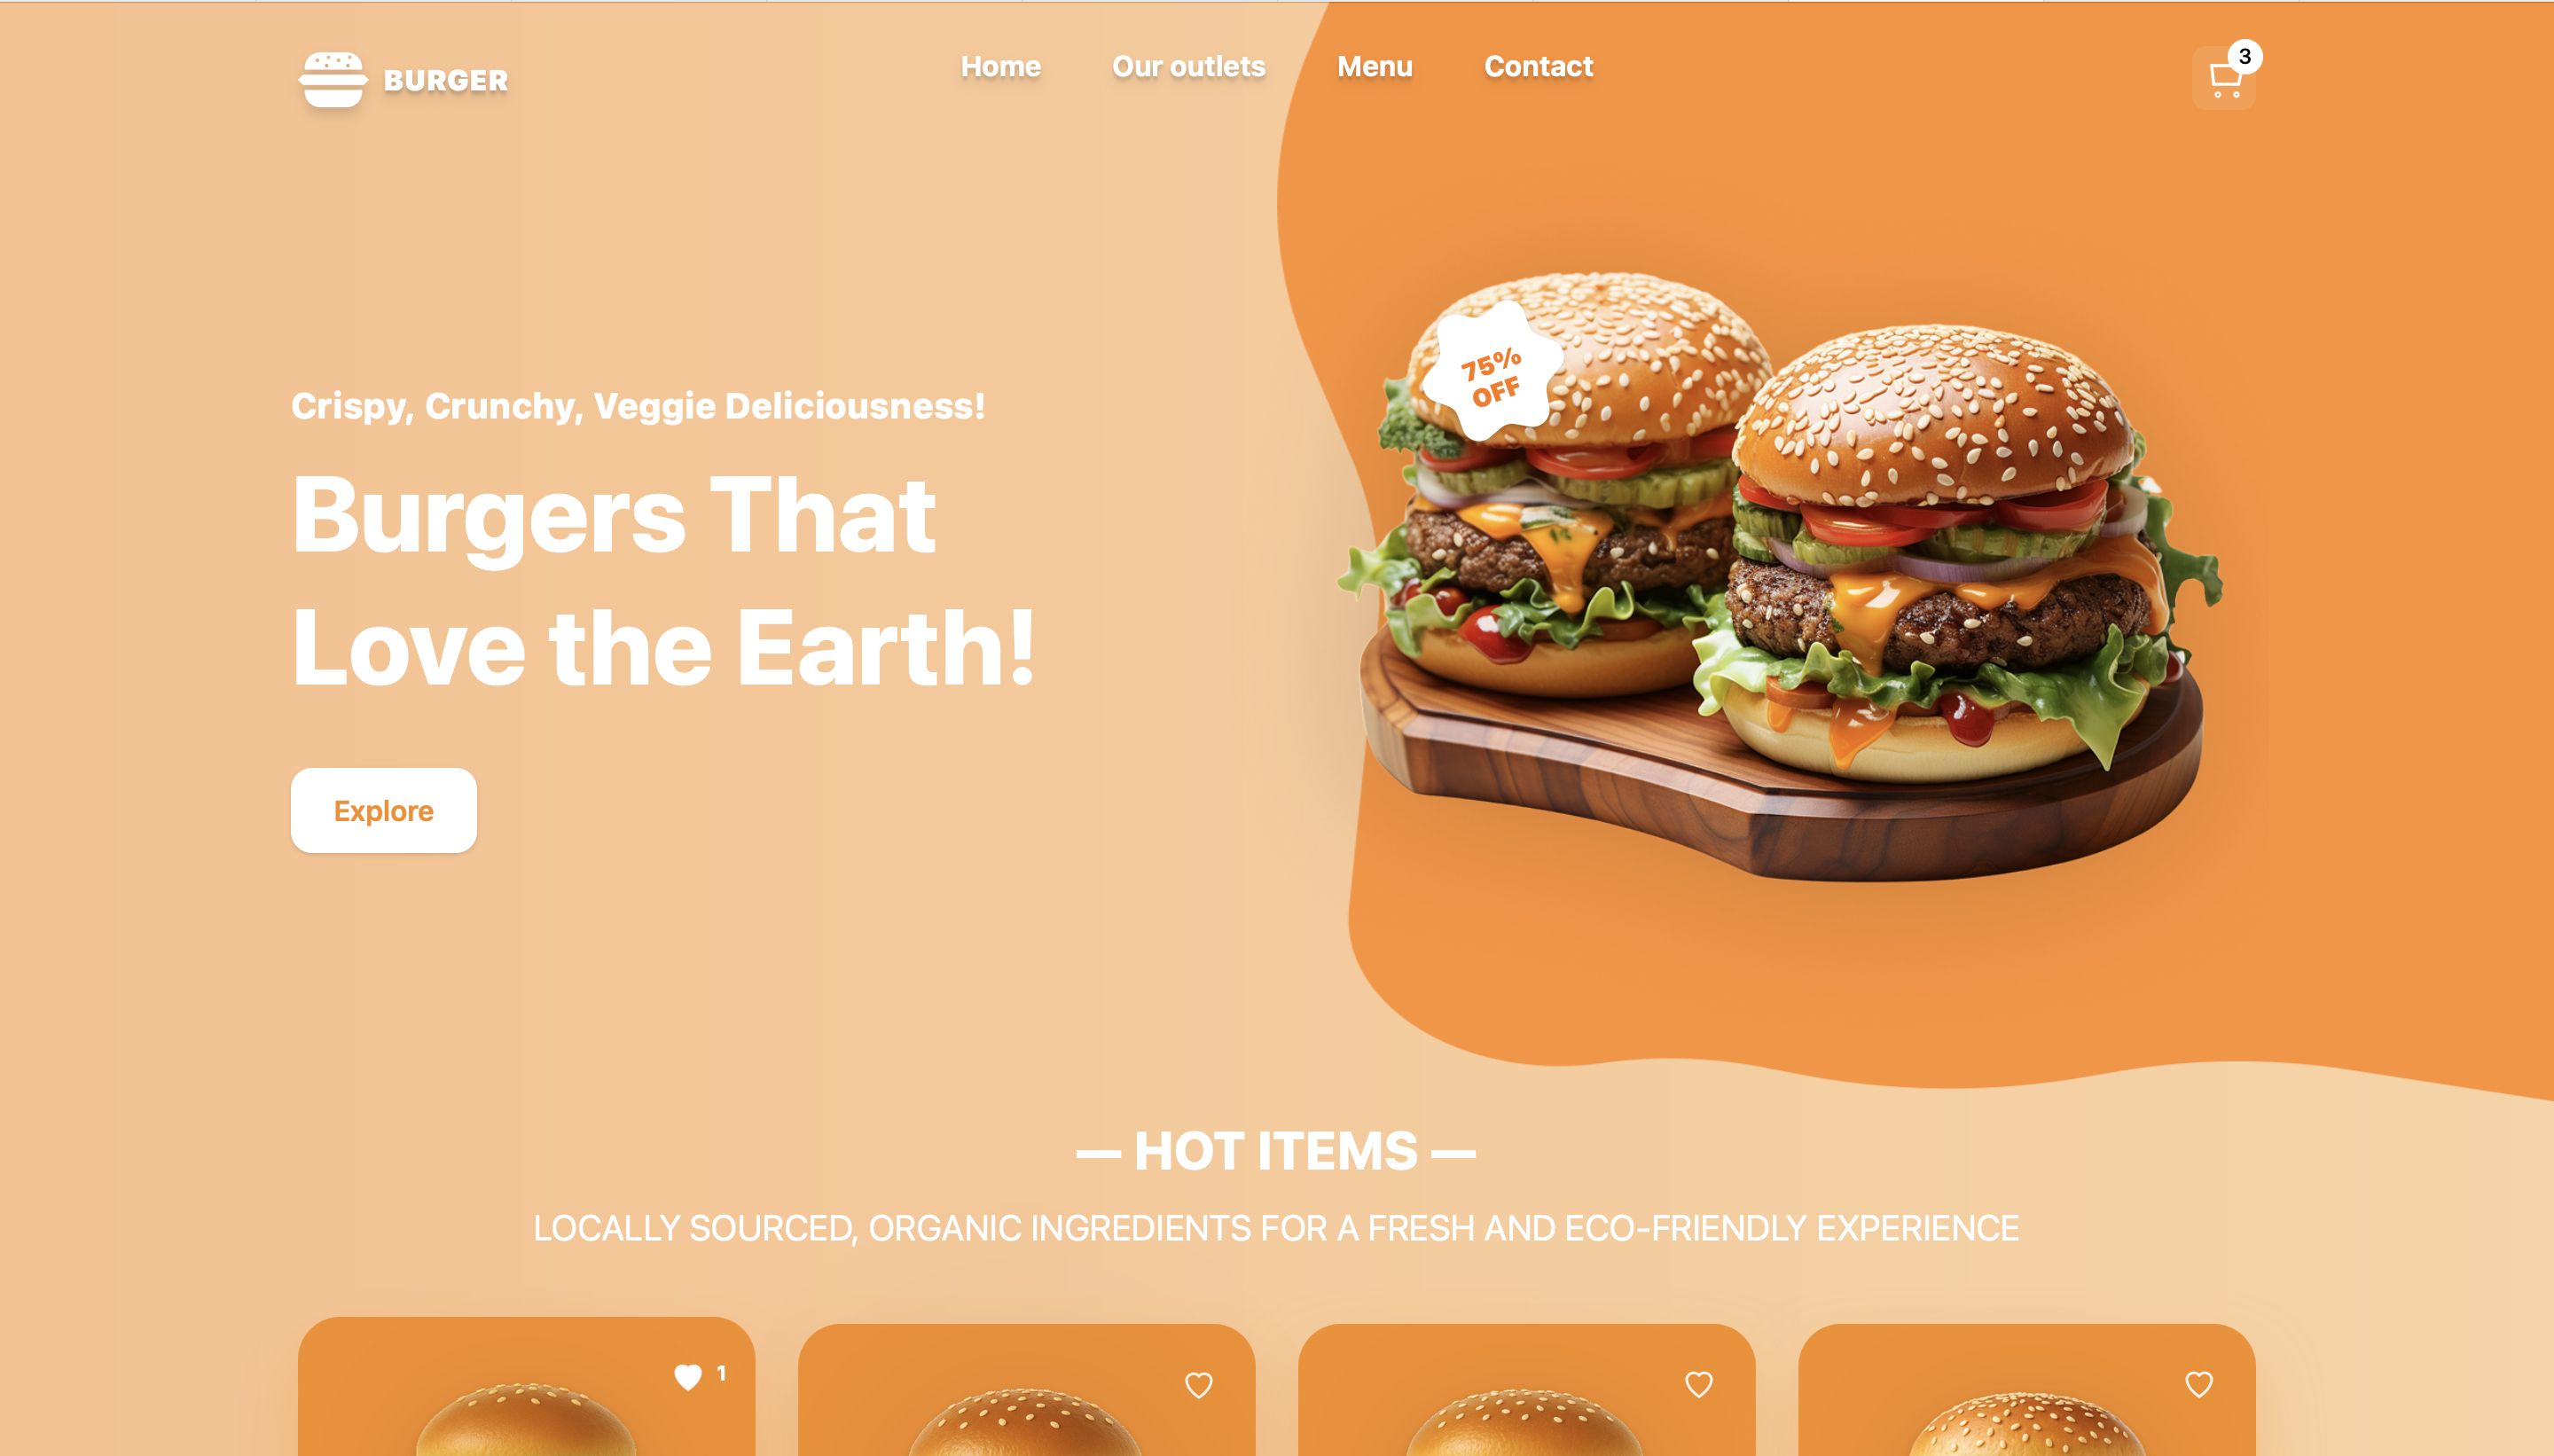 BURGER
Home
Our outlets
Menu
Contact
3
Crispy, Crunchy, Veggie Deliciousness!
Burgers That
Love the Earth!
75%
OFF
Explore
— HOT ITEMS —
LOCALLY SOURCED, ORGANIC INGREDIENTS FOR A FRESH AND ECO-FRIENDLY EXPERIENCE
1